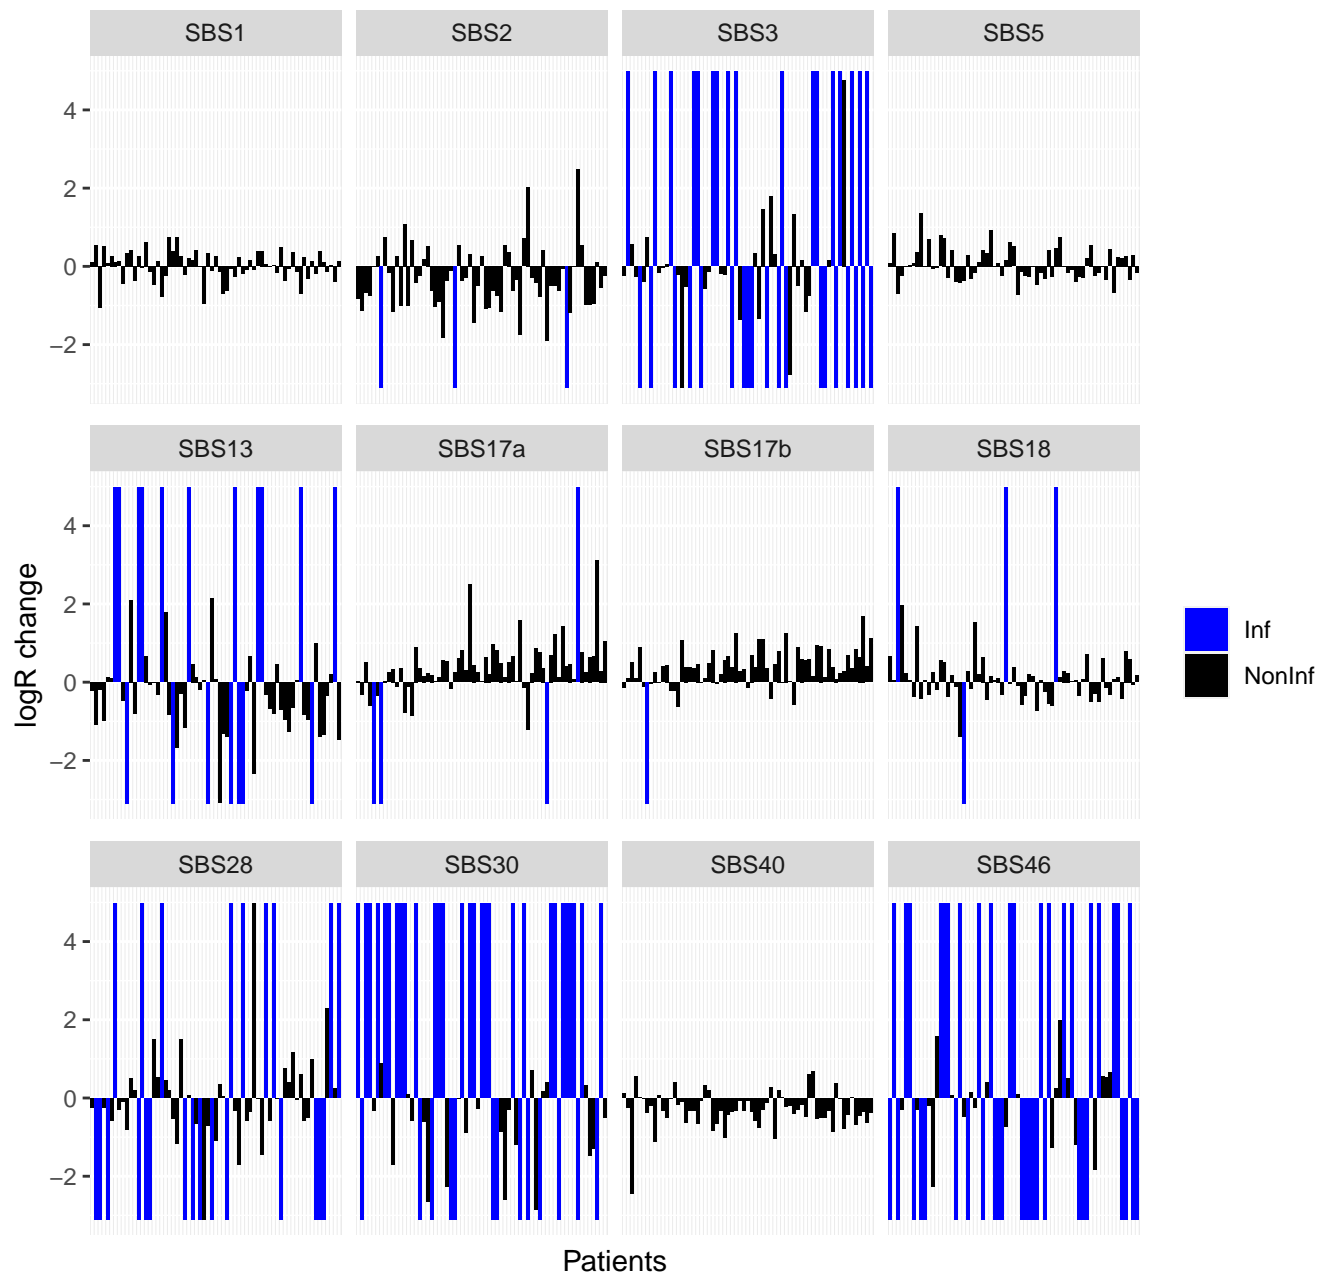 SBS1 SBS2 SBS3 SBS5
4
2
0
−2
SBS13 SBS17a SBS17b SBS18
4
2
0
−2
SBS28 SBS30 SBS40 SBS46
4
2
0
−2
logR change
Patients
Inf
NonInf